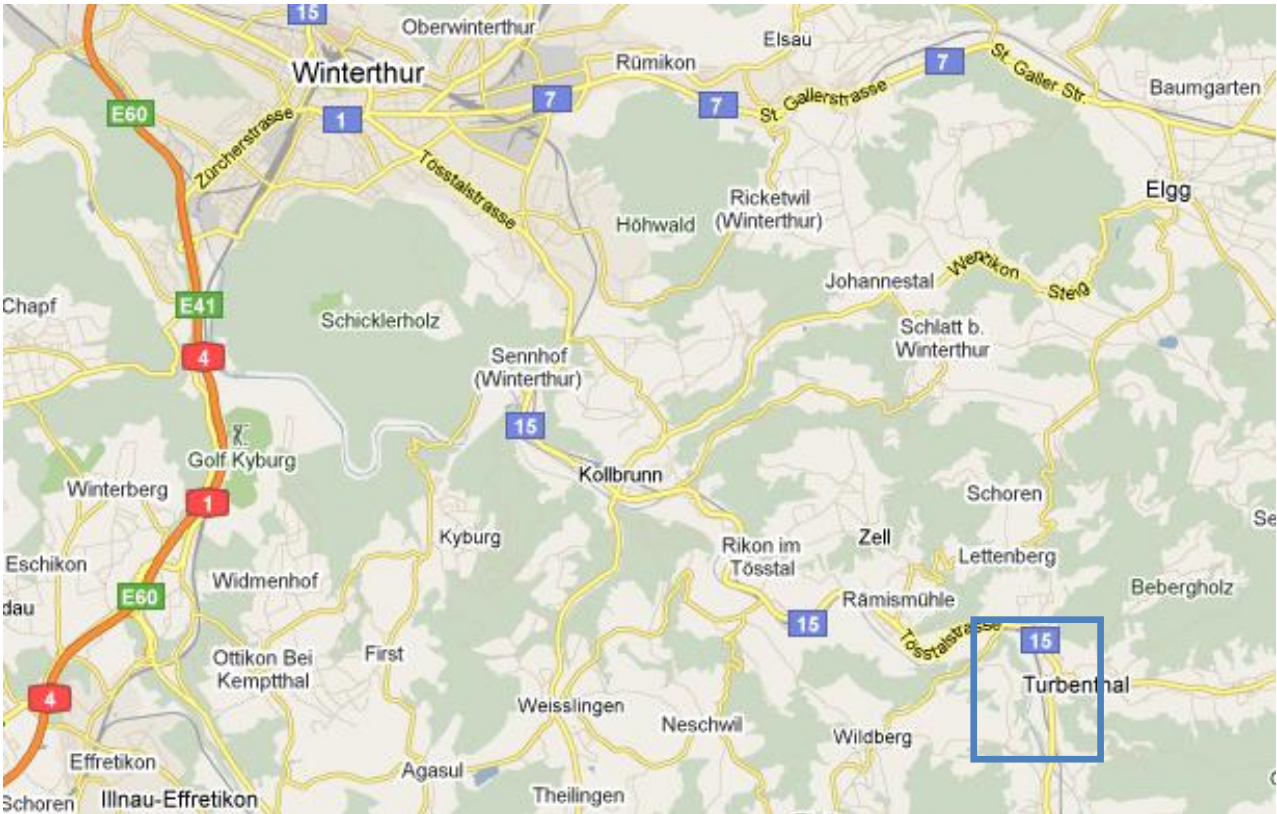 15
Oberwinterthur
Elsau
Winterthur
Rümikon
7
St. Galler Str.
Baumgarten
E60
1
7
7
St. Gallerstrasse
Zürcherstrasse
Tösstalstrasse
Elgg
Ricketwil
(Winterthur)
Höhwald
Johannestal
Steig
Chapf
E41
Schicklerholz
Schlatt b.
Winterthur
4
Sennhof
(Winterthur)
15
Golf Kyburg
Kollbrunn
Winterberg
1
Schoren
Se
Kyburg
Rikon im
Tösstal
Zell
Lettenberg
Eschikon
Widmenhof
Bebergholz
dau
E60
Rämismühle
15
Tösstalstrasse
15
Ottikon Bei
Kemptthal
First
Turbenthal
4
Weisslingen
Neschwil
Wildberg
Effretikon
Agasul
Schoren
Illnau-Effretikon
Theilingen